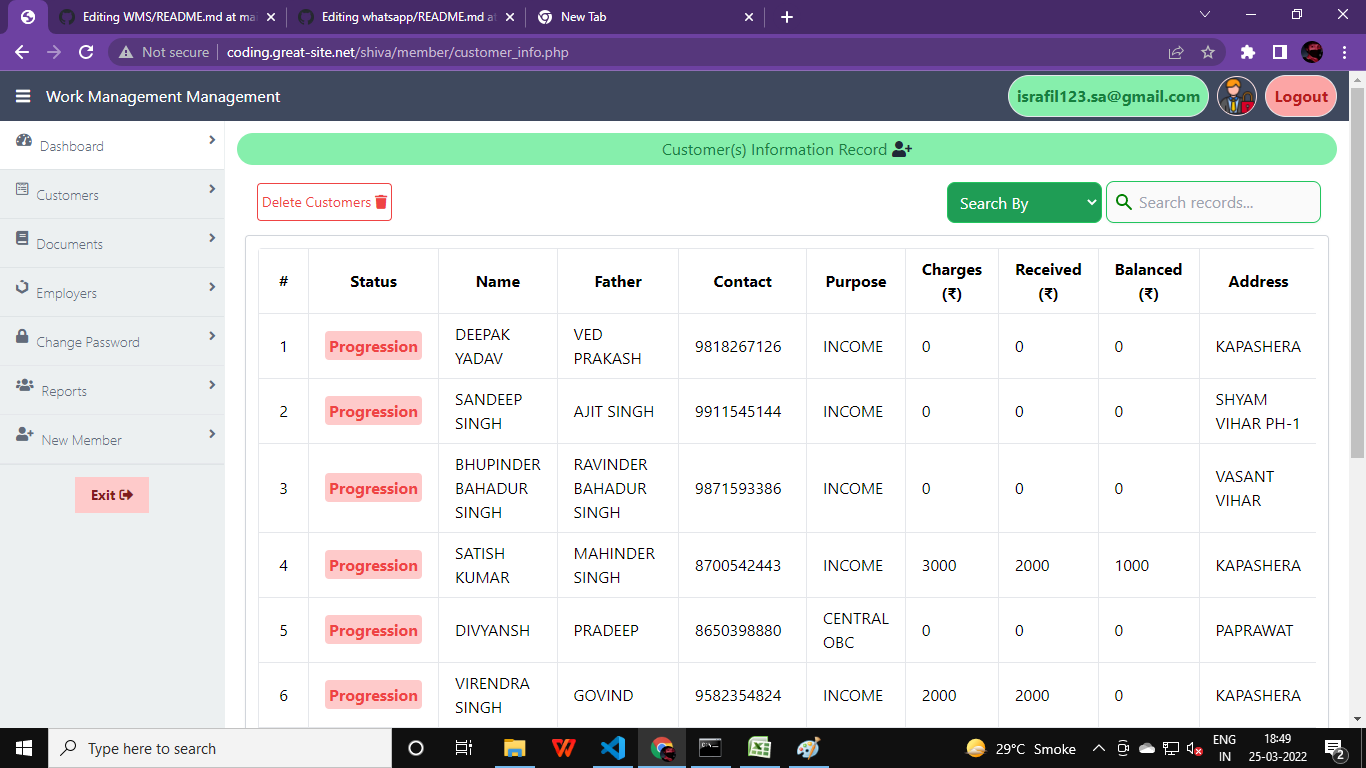 Editing WMS/README.md at ma
Editing whatsapp/README.md at
New Tab
Not secure
coding.great-site.net/shiva/member/customer_info.php
Work Management Management
israfil123.sa@gmail.com
Logout
Dashboard
Customers
Documents
Employers
Change Password
Reports
New Member
Exit
Customer(s) Information Record
Delete Customers
Search By
Search records...
# Status Name Father Contact Purpose Charges (₹) Received (₹) Balanced (₹) Address
1 Progression DEEPAK YADAV VED PRAKASH 9818267126 INCOME 0 0 0 KAPASHERA
2 Progression SANDEEP SINGH AJIT SINGH 9911545144 INCOME 0 0 0 SHYAM VIHAR PH-1
3 Progression BHUPINDER BAHADUR SINGH RAVINDER BAHADUR SINGH 9871593386 INCOME 0 0 0 VASANT VIHAR
4 Progression SATISH KUMAR MAHINDER SINGH 8700542443 INCOME 3000 2000 1000 KAPASHERA
5 Progression DIVYANSH PRADEEP 8650398880 CENTRAL OBC 0 0 0 PAPRAWAT
6 Progression VIRENDRA SINGH GOVIND 9582354824 INCOME 2000 2000 0 KAPASHERA
Type here to search
29°C Smoke
ENG
IN
18:49
25-03-2022
2